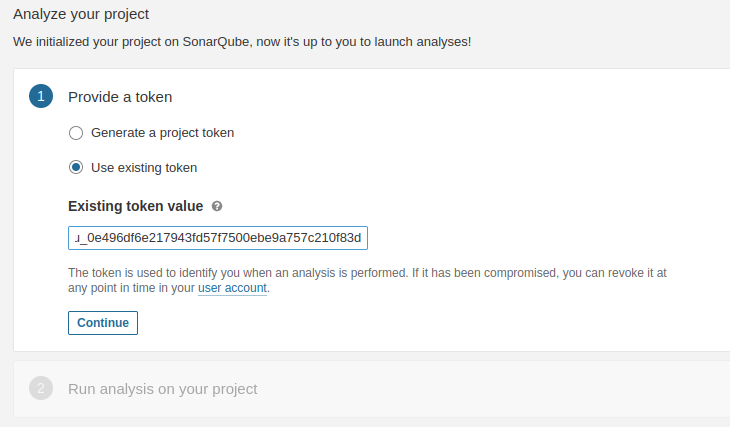 Analyze your project
We initialized your project on SonarQube, now it's up to you to launch analyses!
1 Provide a token
Generate a project token
Use existing token
Existing token value ?
u_0e496df6e217943fd57f7500ebe9a757c210f83d
The token is used to identify you when an analysis is performed. If it has been compromised, you can revoke it at
any point in time in your user account.
Continue
2 Run analysis on your project